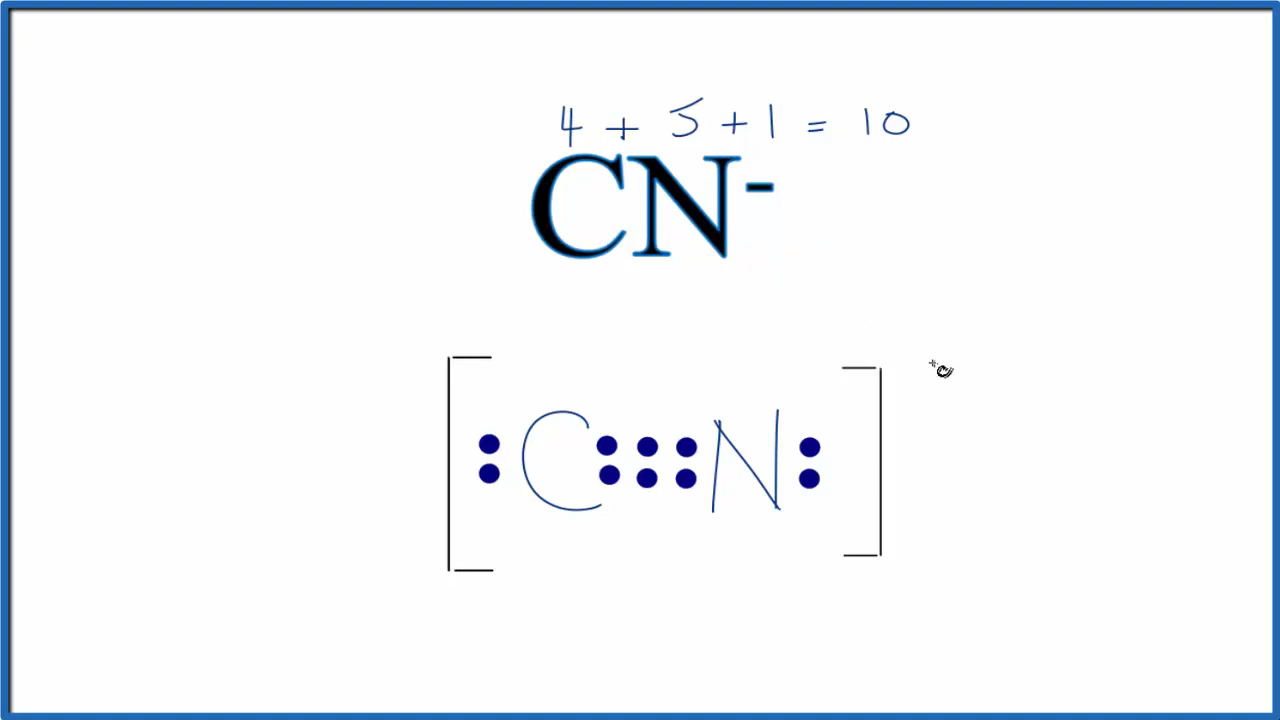 4 + 5 + 1 = 10
CN-
[:C:::N:]